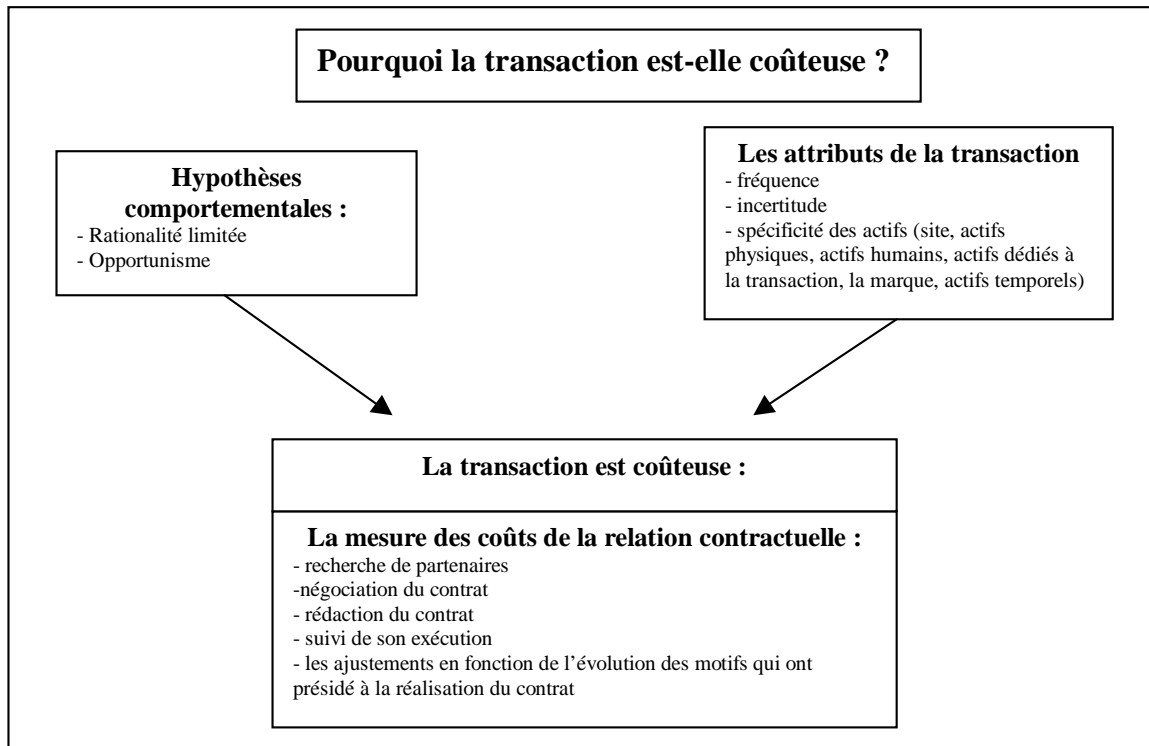 Pourquoi la transaction est-elle coûteuse ?
Hypothèses
comportementales :
- Rationalité limitée
- Opportunisme
Les attributs de la transaction
- fréquence
- incertitude
- spécificité des actifs (site, actifs
physiques, actifs humains, actifs dédiés à
la transaction, la marque, actifs temporels)
La transaction est coûteuse :
La mesure des coûts de la relation contractuelle :
- recherche de partenaires
-négociation du contrat
- rédaction du contrat
- suivi de son exécution
- les ajustements en fonction de l’évolution des motifs qui ont
présidé à la réalisation du contrat